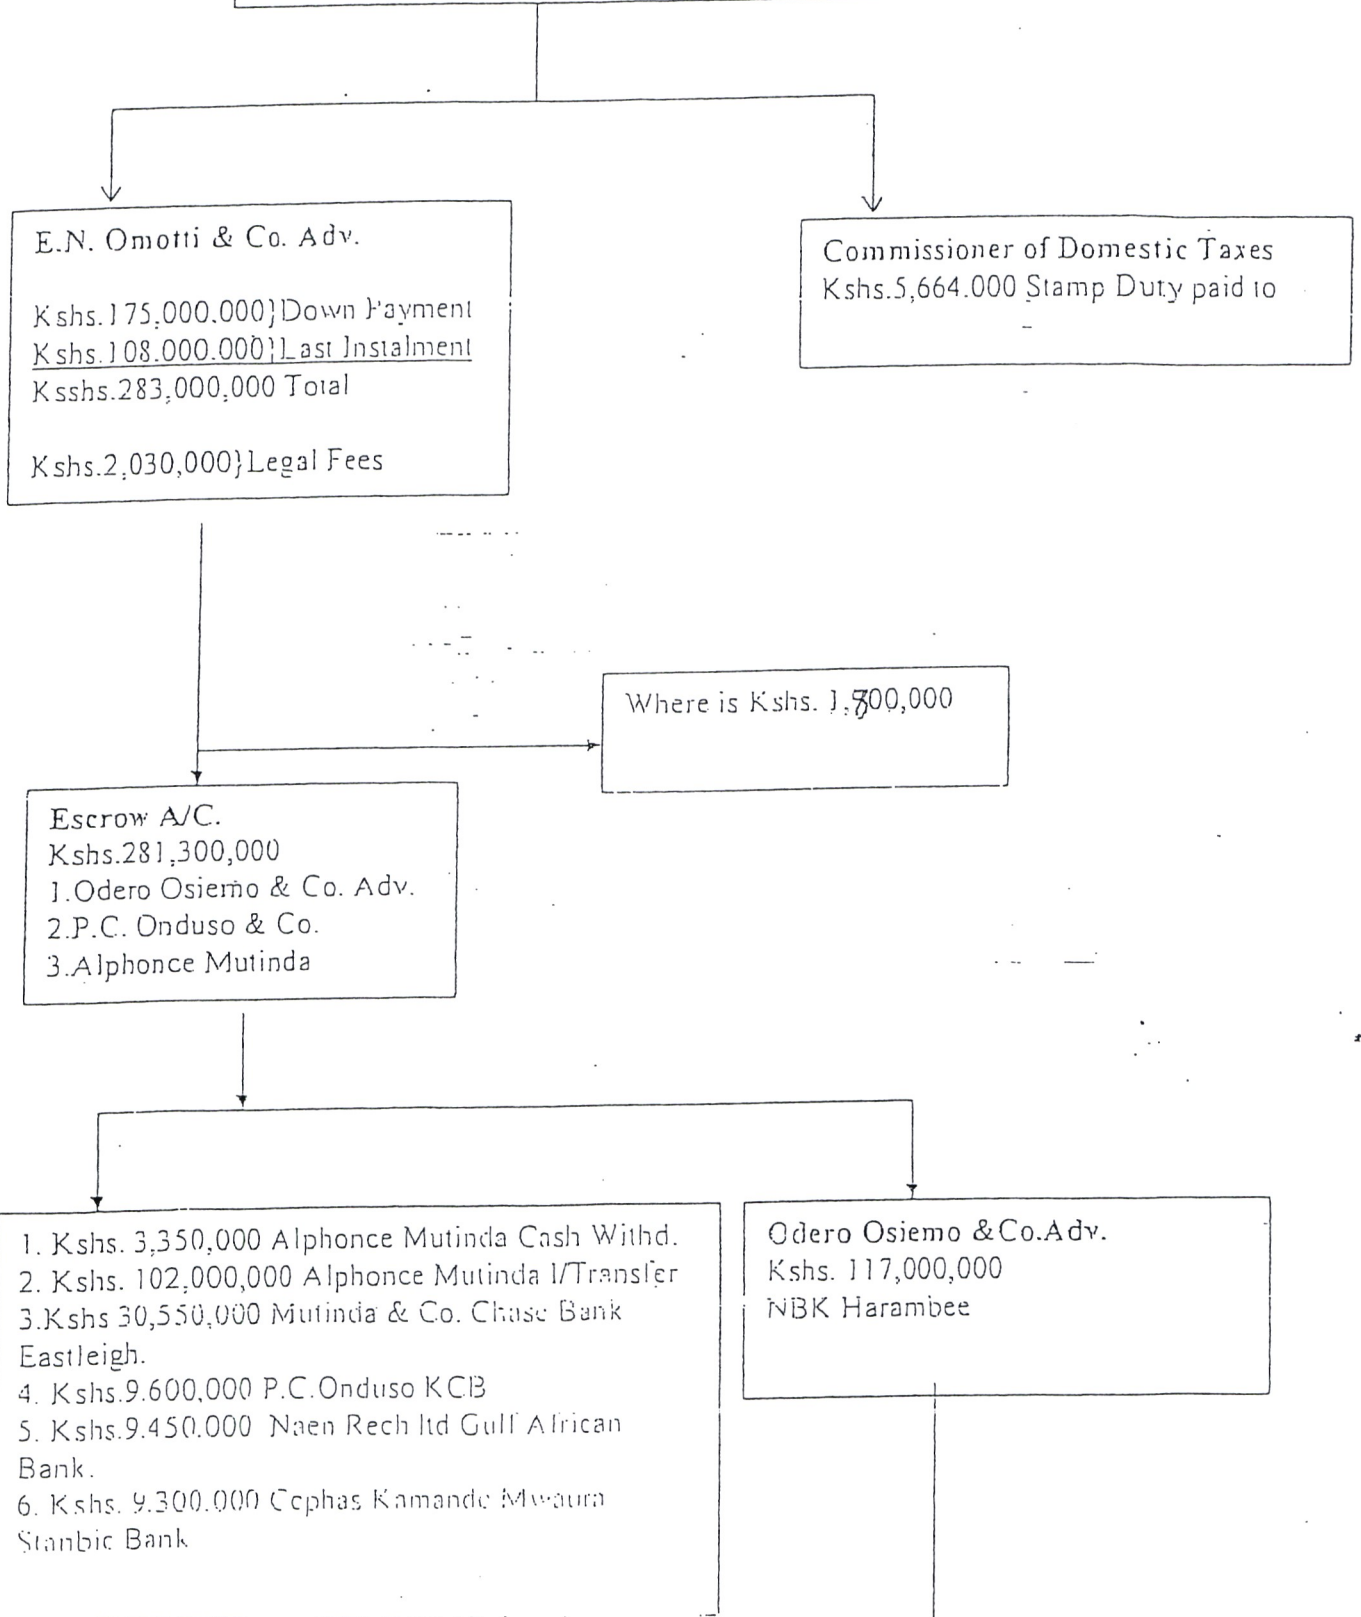 E.N. Omotti & Co. Adv.
Kshs.175,000.000}Down Payment
Kshs.108.000.000}Last Instalment
Ksshs.283,000,000 Total
Kshs.2,030,000}Legal Fees
Commissioner of Domestic Taxes
Kshs.5,664.000 Stamp Duty paid to
Where is Kshs.
Escrow A/C.
Kshs.281,300,000
1.Odero Osiemo & Co. Adv.
2.P.C. Onduso & Co.
3.Alphonce Mutinda
1. Kshs. 3,350,000 Alphonce Mutinda Cash Withd.
2. Kshs. 102,000,000 Alphonce Mutinda I/Transfer
3.Kshs 30,550,000 Mutinda & Co. Chase Bank
Eastleigh.
4. Kshs.9.600,000 P.C.Onduso KCB
5. Kshs.9.450.000 Naen Rech ltd Gulf African
Bank.
6. Kshs. 9.300.000 Cephas Kamande Mwaura
Stanbic Bank
Odero Osiemo &Co.Adv.
Kshs. 117,000,000
NBK Harambee